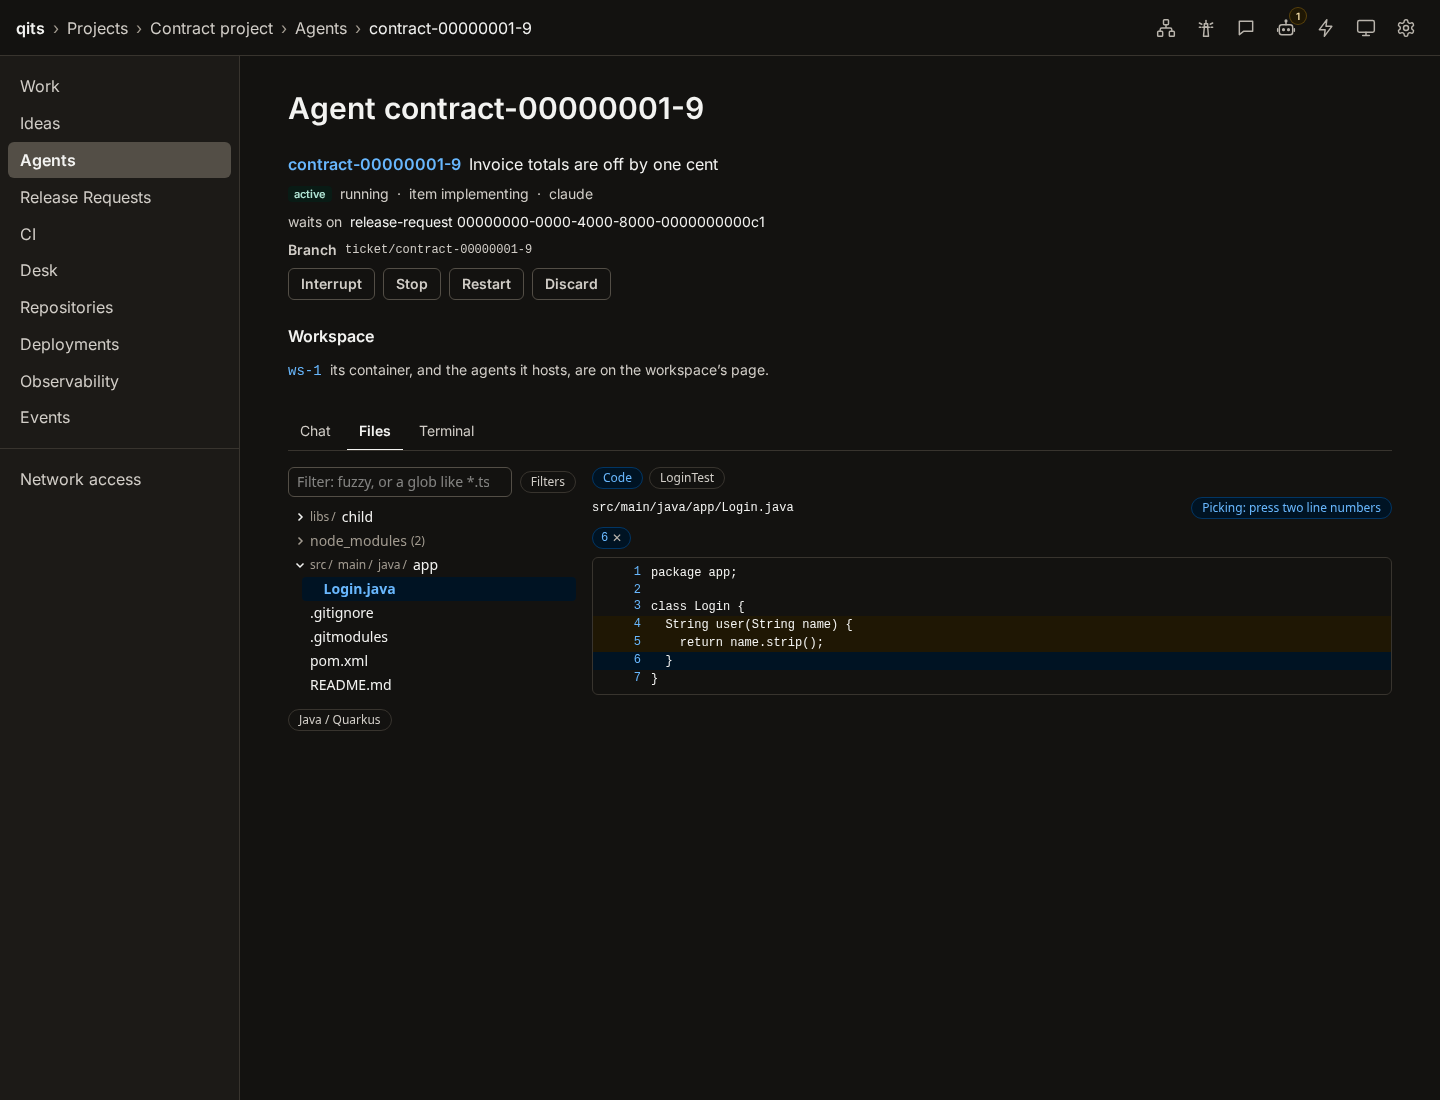 qits › Projects › Contract project › Agents › contract-00000001-9
1
Work
Ideas
Agents
Release Requests
CI
Desk
Repositories
Deployments
Observability
Events
Network access
Agent contract-00000001-9
contract-00000001-9 Invoice totals are off by one cent
active running · item implementing · claude
waits on release-request 00000000-0000-4000-8000-0000000000c1
Branch ticket/contract-00000001-9
Interrupt Stop Restart Discard
Workspace
ws-1 its container, and the agents it hosts, are on the workspace’s page.
Chat Files Terminal
Filter: fuzzy, or a glob like *.ts Filters
libs/ child
node_modules (2)
src/ main/ java/ app
Login.java
.gitignore
.gitmodules
pom.xml
README.md
Java / Quarkus
Code LoginTest
src/main/java/app/Login.java Picking: press two line numbers
6 ×
1 package app;
2
3 class Login {
4 String user(String name) {
5 return name.strip();
6 }
7 }